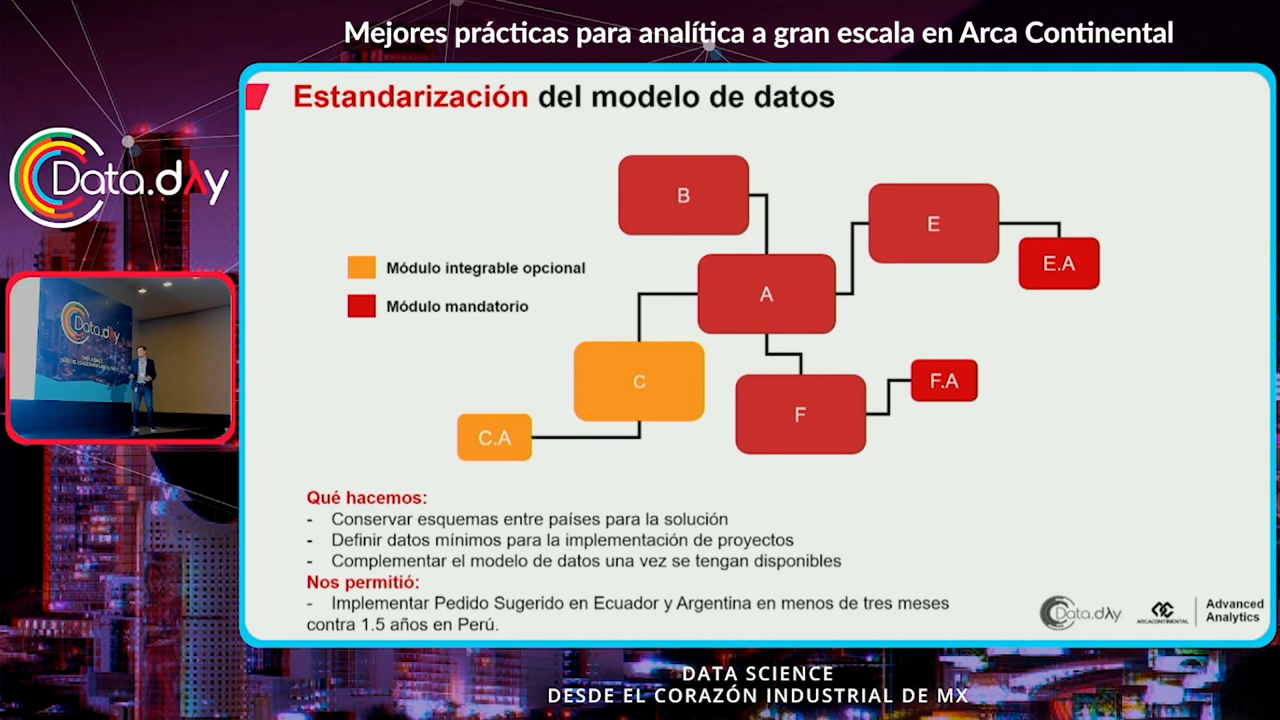 Mejores prácticas para analítica a gran escala en Arca Continental
Estandarización del modelo de datos
Data.day
Data.day
B
E
E.A
Módulo integrable opcional
Módulo mandatorio
A
C
F
F.A
C.A
Qué hacemos:
- Conservar esquemas entre países para la solución
- Definir datos mínimos para la implementación de proyectos
- Complementar el modelo de datos una vez se tengan disponibles
Nos permitió:
- Implementar Pedido Sugerido en Ecuador y Argentina en menos de tres meses
contra 1.5 años en Perú.
Data.day
ARCACONTINENTAL
Advanced
Analytics
DATA SCIENCE
DESDE EL CORAZÓN INDUSTRIAL DE MX